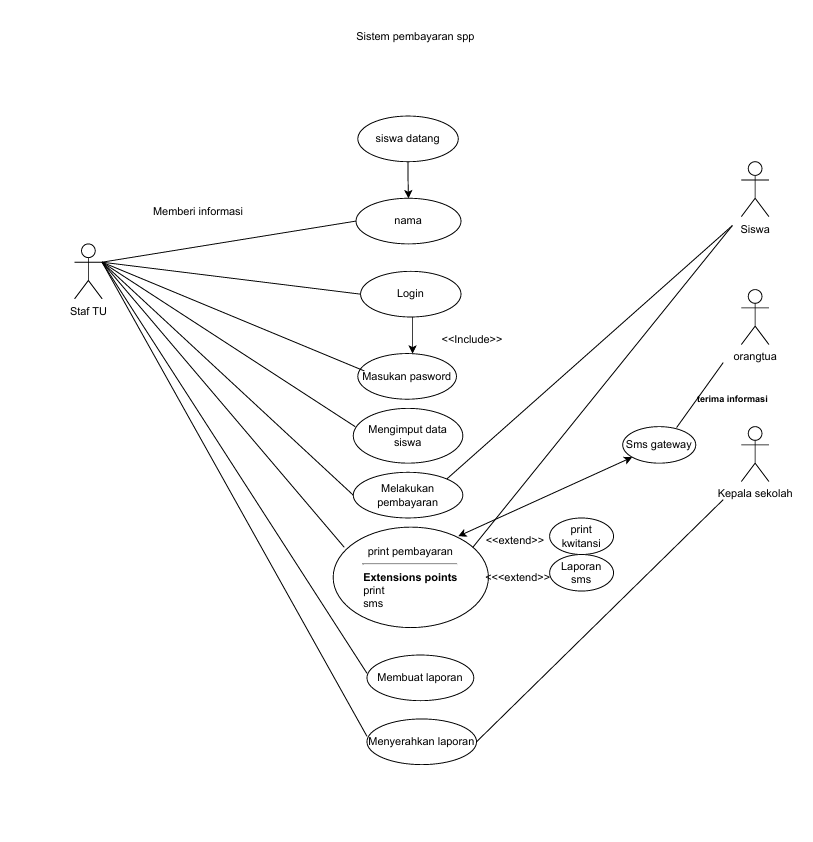 Sistem pembayaran spp
siswa datang
Memberi informasi
nama
Siswa
Login
Staf TU
<<Include>>
orangtua
Masukan pasword
terima informasi
Mengimput data
siswa
Sms gateway
Melakukan
pembayaran
Kepala sekolah
print pembayaran
Extensions points
print
sms
<<extend>>
print
kwitansi
<<<extend>>
Laporan
sms
Membuat laporan
Menyerahkan laporan